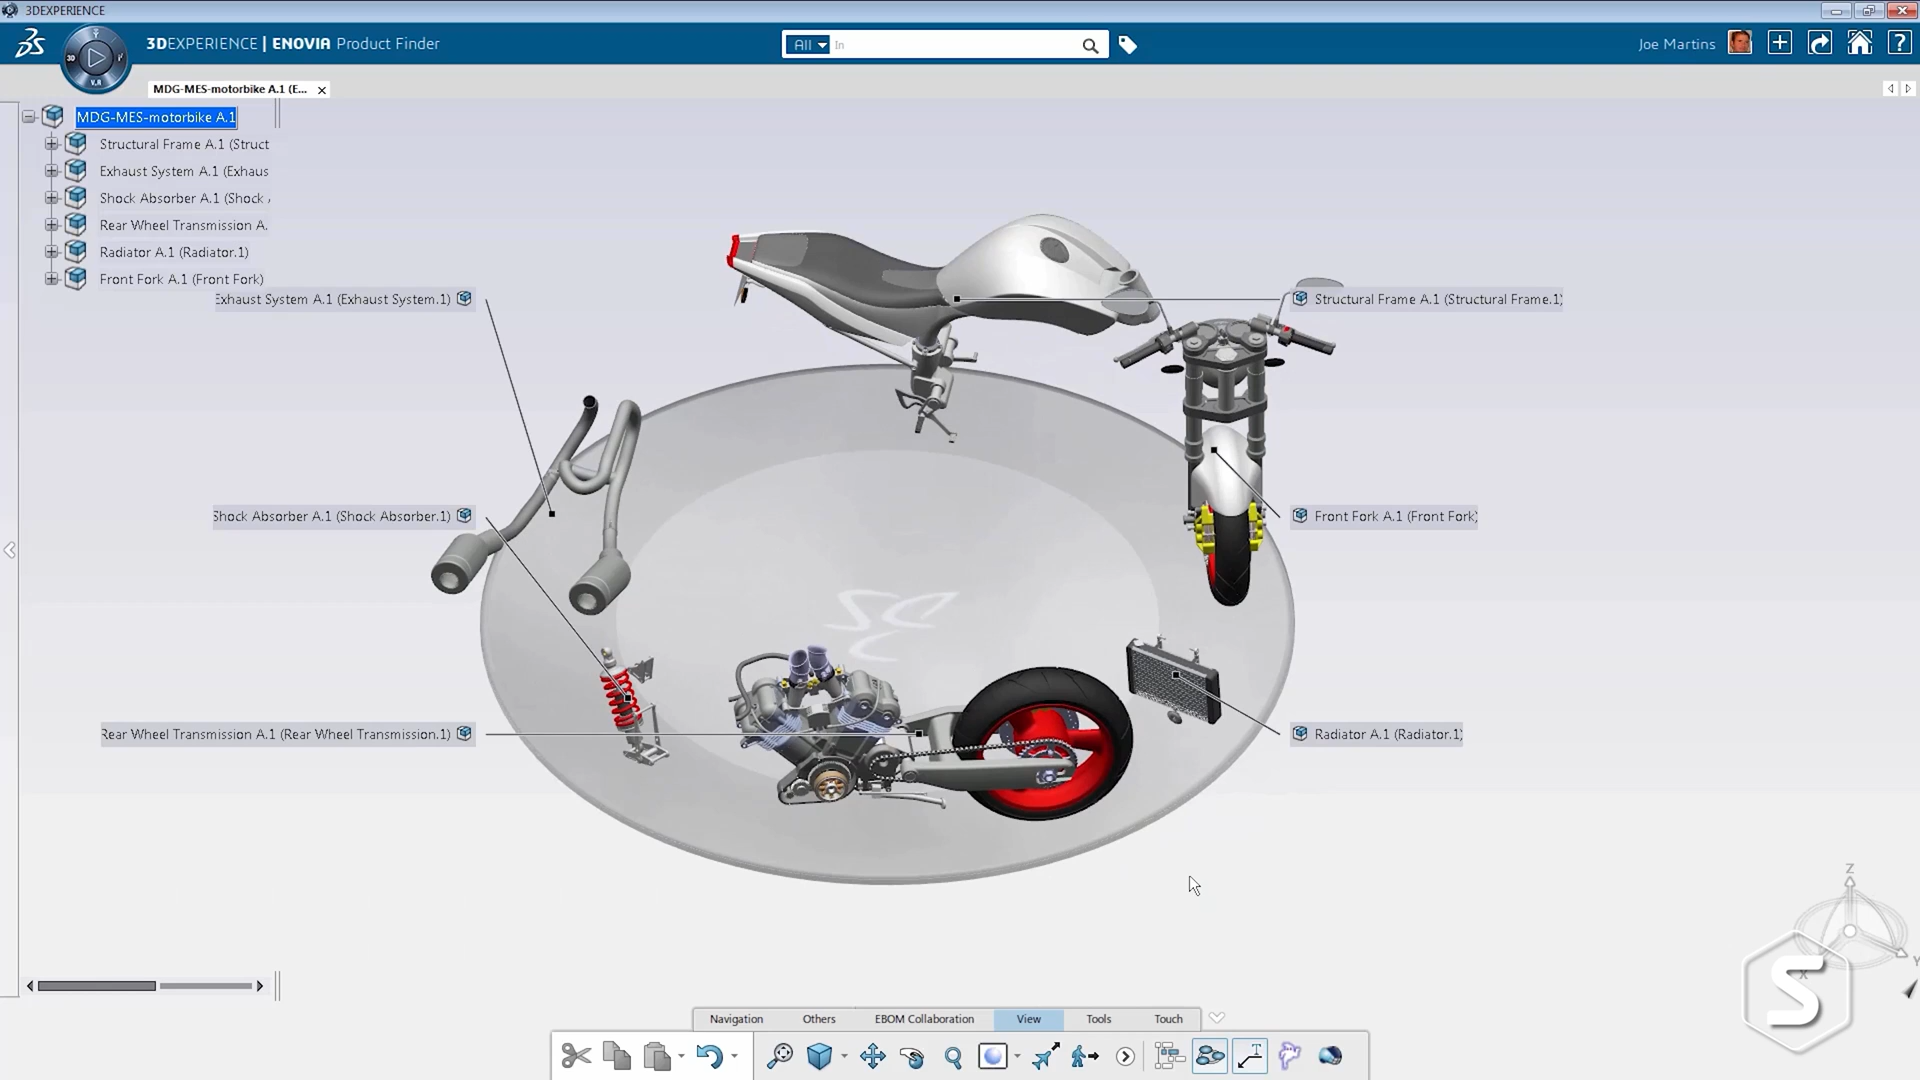 3DEXPERIENCE
3DEXPERIENCE | ENOVIA Product Finder
All
In
Joe Martins
3D
V.R
MDG-MES-motorbike A.1 (E...
MDG-MES-motorbike A.1
Structural Frame A.1 (Struct
Exhaust System A.1 (Exhaus
Shock Absorber A.1 (Shock
Rear Wheel Transmission A.
Radiator A.1 (Radiator.1)
Front Fork A.1 (Front Fork)
Exhaust System A.1 (Exhaust System.1)
Structural Frame A.1 (Structural Frame.1)
Shock Absorber A.1 (Shock Absorber.1)
Front Fork A.1 (Front Fork)
Rear Wheel Transmission A.1 (Rear Wheel Transmission.1)
Radiator A.1 (Radiator.1)
Z
X
Y
S
Navigation
Others
EBOM Collaboration
View
Tools
Touch